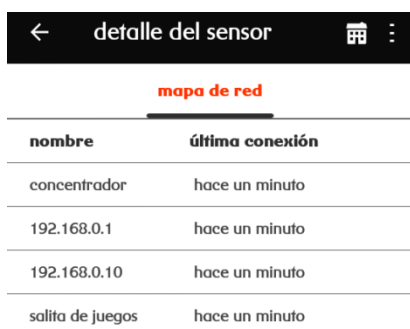 detalle del sensor
mapa de red
nombre última conexión
concentrador hace un minuto
192.168.0.1 hace un minuto
192.168.0.10 hace un minuto
salita de juegos hace un minuto